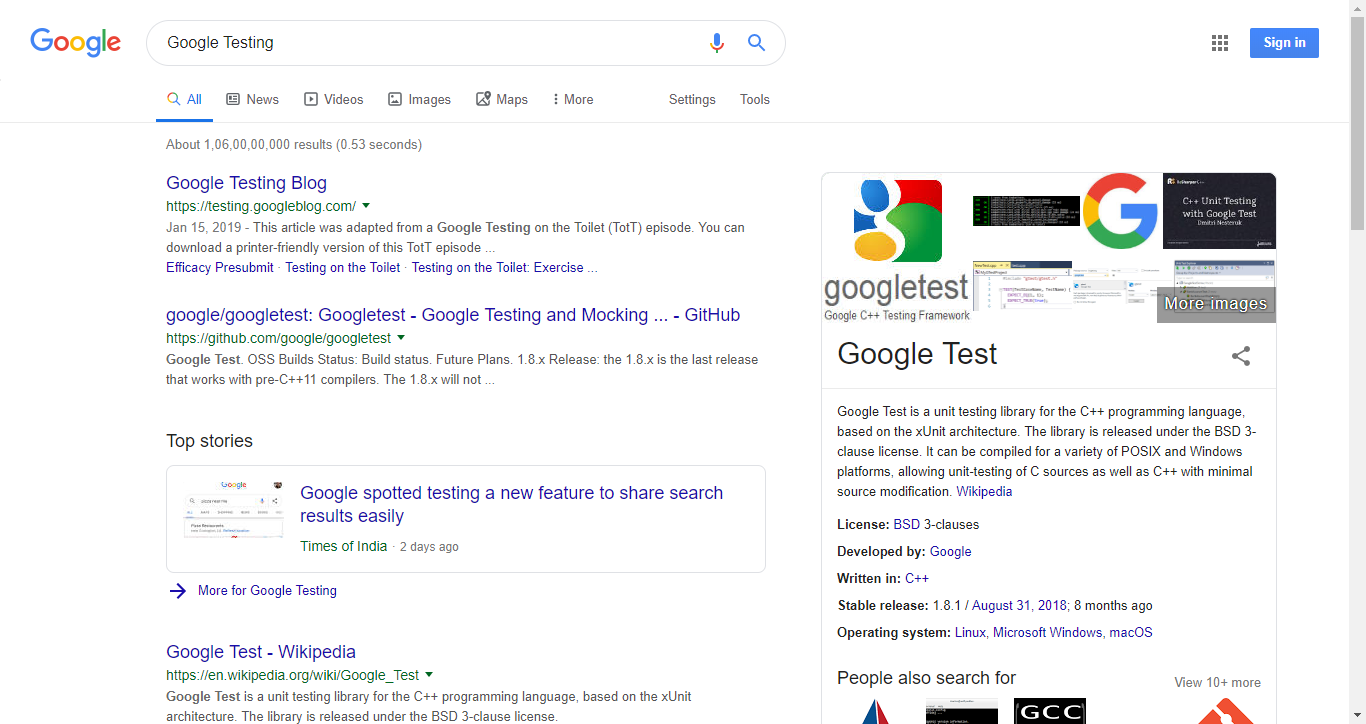 Google
Google Testing
Sign in
All
News
Videos
Images
Maps
More
Settings
Tools
About 1,06,00,00,000 results (0.53 seconds)
Google Testing Blog
https://testing.googleblog.com/
Jan 15, 2019 - This article was adapted from a Google Testing on the Toilet (TotT) episode. You can
download a printer-friendly version of this TotT episode ...
Efficacy Presubmit · Testing on the Toilet · Testing on the Toilet: Exercise ...
google/googletest: Googletest - Google Testing and Mocking ... - GitHub
https://github.com/google/googletest
Google Test. OSS Builds Status: Build status. Future Plans. 1.8.x Release: the 1.8.x is the last release
that works with pre-C++11 compilers. The 1.8.x will not ...
Top stories
Google
Google spotted testing a new feature to share search
results easily
Times of India · 2 days ago
More for Google Testing
Google Test - Wikipedia
https://en.wikipedia.org/wiki/Google_Test
Google Test is a unit testing library for the C++ programming language, based on the xUnit
architecture. The library is released under the BSD 3-clause license.
googletest
Google C++ Testing Framework
ReSharper C++
C++ Unit Testing
with Google Test
Dmitri Nesteruk
More images
Google Test
Google Test is a unit testing library for the C++ programming language,
based on the xUnit architecture. The library is released under the BSD 3-
clause license. It can be compiled for a variety of POSIX and Windows
platforms, allowing unit-testing of C sources as well as C++ with minimal
source modification. Wikipedia
License: BSD 3-clauses
Developed by: Google
Written in: C++
Stable release: 1.8.1 / August 31, 2018; 8 months ago
Operating system: Linux, Microsoft Windows, macOS
People also search for
View 10+ more
GCC